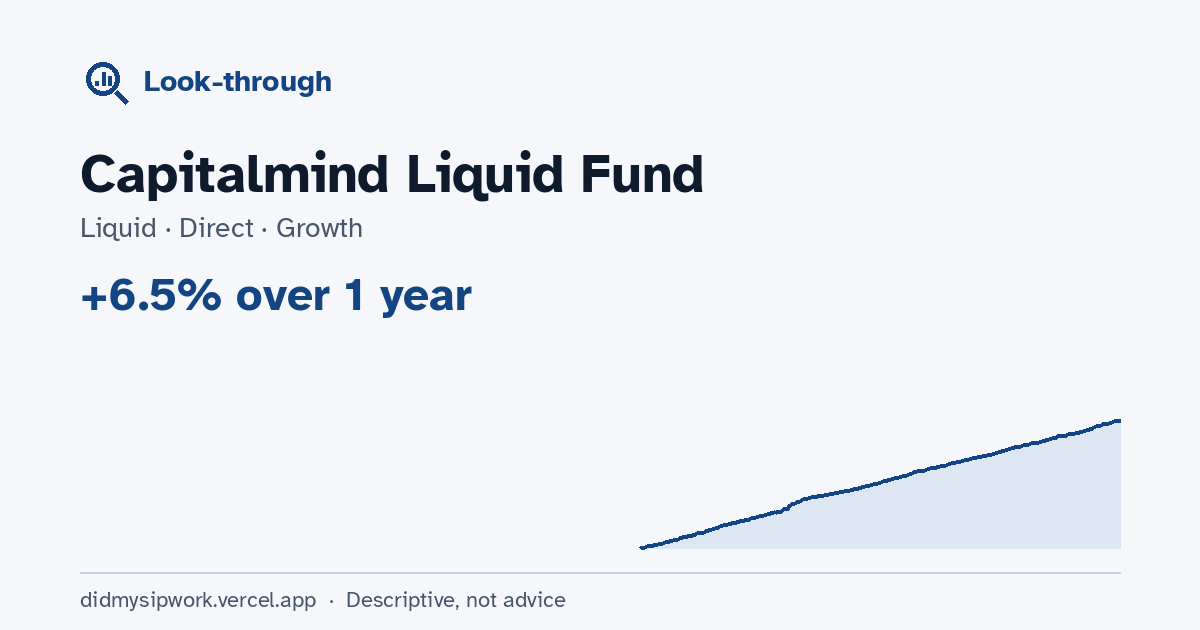 Look-through
Capitalmind Liquid Fund
Liquid · Direct · Growth
+6.5% over 1 year
didmysipwork.vercel.app · Descriptive, not advice